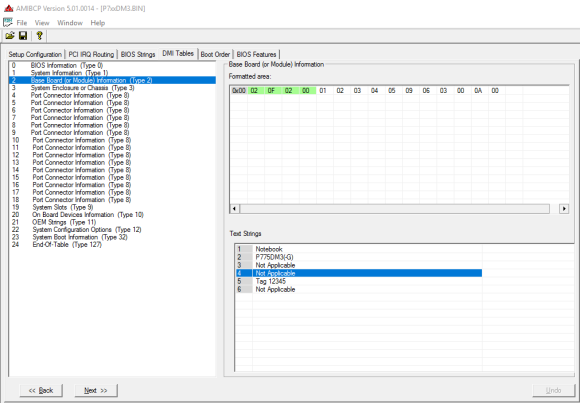 AMIBCP Version 5.01.0014 - [P7xxDM3.BIN]
File View Window Help
Setup Configuration PCI IRQ Routing BIOS Strings DMI Tables Boot Order BIOS Features
0 BIOS Information (Type 0)
1 System Information (Type 1)
2 Base Board (or Module) Information (Type 2)
3 System Enclosure or Chassis (Type 3)
4 Port Connector Information (Type 8)
5 Port Connector Information (Type 8)
6 Port Connector Information (Type 8)
7 Port Connector Information (Type 8)
8 Port Connector Information (Type 8)
9 Port Connector Information (Type 8)
10 Port Connector Information (Type 8)
11 Port Connector Information (Type 8)
12 Port Connector Information (Type 8)
13 Port Connector Information (Type 8)
14 Port Connector Information (Type 8)
15 Port Connector Information (Type 8)
16 Port Connector Information (Type 8)
17 Port Connector Information (Type 8)
18 Port Connector Information (Type 8)
19 System Slots (Type 9)
20 On Board Devices Information (Type 10)
21 OEM Strings (Type 11)
22 System Configuration Options (Type 12)
23 System Boot Information (Type 32)
24 End-Of-Table (Type 127)
Base Board (or Module) Information
Formatted area:
0x00 02 0F 02 00 01 02 03 04 05 09 06 03 00 0A 00
Text Strings
1 Notebook
2 P775DM3(-G)
3 Not Applicable
4 Not Applicable
5 Tag 12345
6 Not Applicable
<< Back Next >> Undo